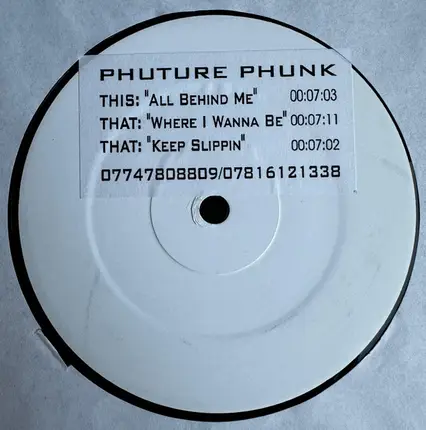 PHUTURE PHUNK
THIS: "ALL BEHIND ME" 00:07:03
THAT: "WHERE I WANNA BE" 00:07:11
THAT: "KEEP SLIPPIN" 00:07:02
07747808809/07816121338